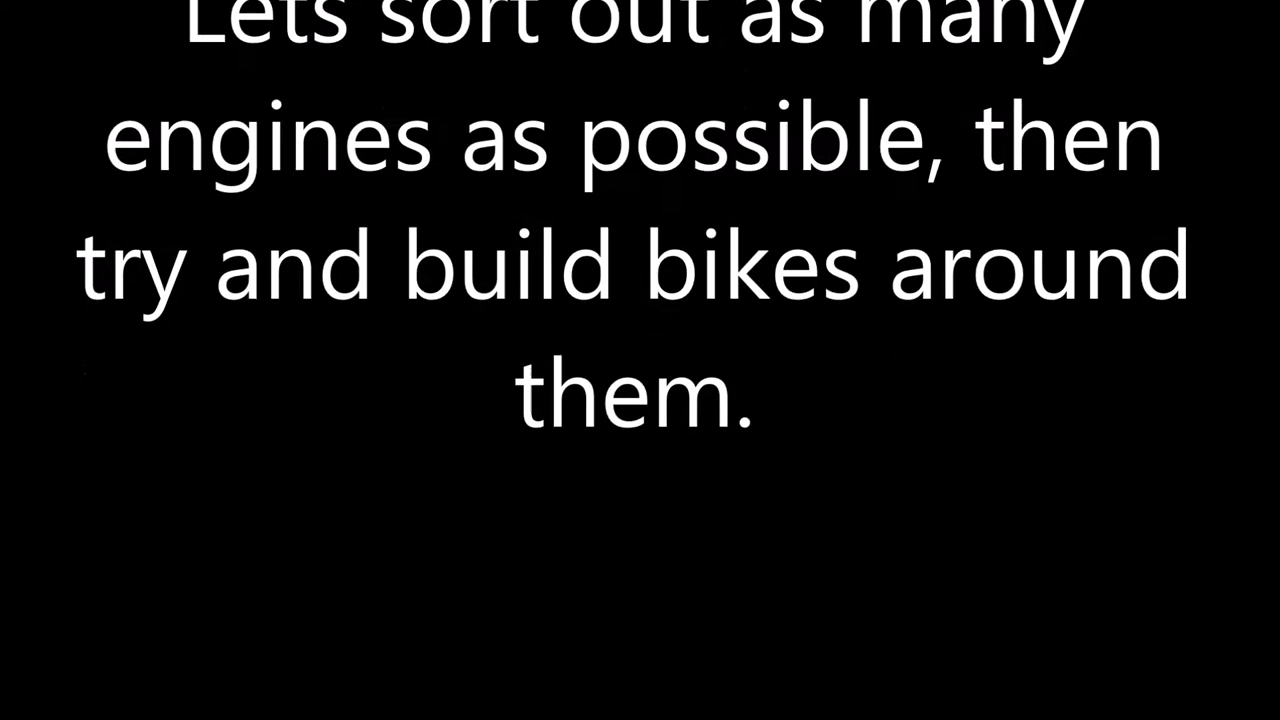 Lets sort out as many
engines as possible, then
try and build bikes around
them.